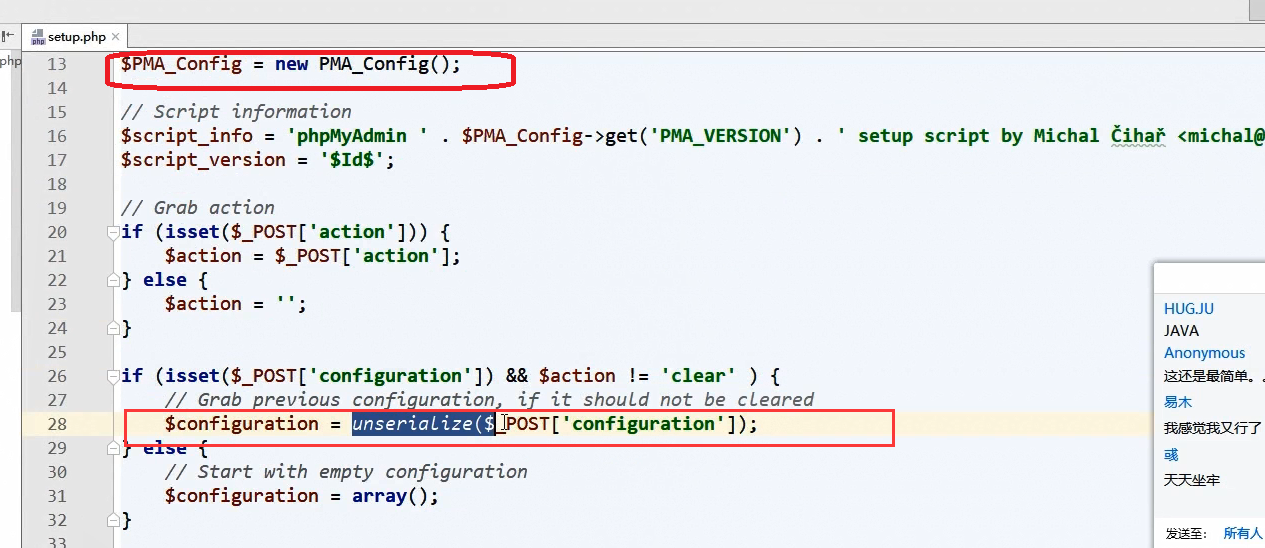 setup.php
php
13 $PMA_Config = new PMA_Config();
14
15 // Script information
16 $script_info = 'phpMyAdmin ' . $PMA_Config->get('PMA_VERSION') . ' setup script by Michal Čihař <michal@
17 $script_version = '$Id$';
18
19 // Grab action
20 if (isset($_POST['action'])) {
21 $action = $_POST['action'];
22 } else {
23 $action = '';
24 }
25
26 if (isset($_POST['configuration']) && $action != 'clear' ) {
27 // Grab previous configuration, if it should not be cleared
28 $configuration = unserialize($_POST['configuration']);
29 } else {
30 // Start with empty configuration
31 $configuration = array();
32 }
33
HUG.JU
JAVA
Anonymous
这还是最简单。。
易木
我感觉我又行了
彧
天天坐牢
发送至： 所有人